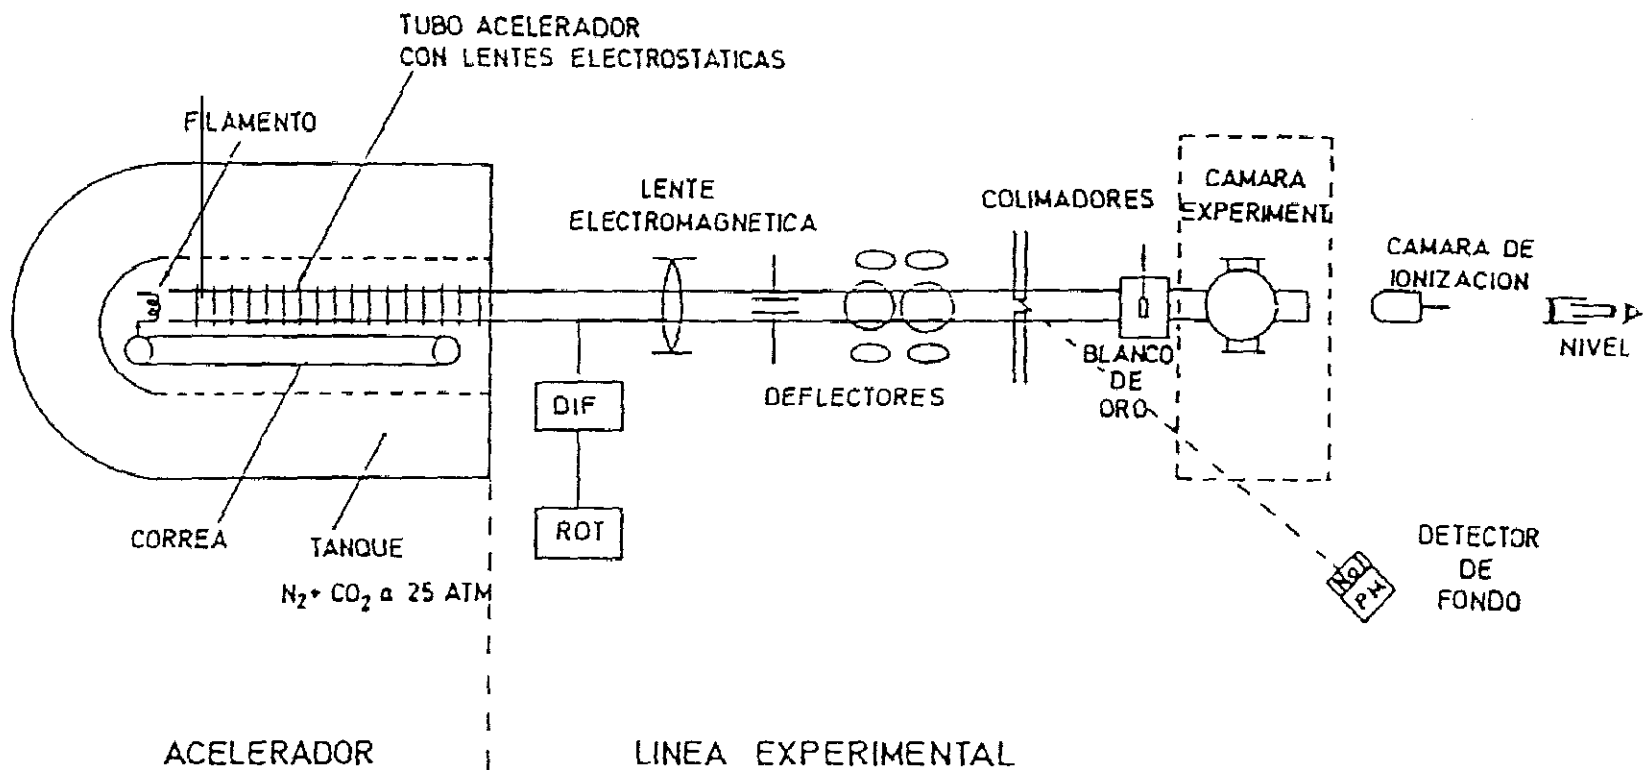 TUBO ACELERADOR
CON LENTES ELECTROSTATICAS
FILAMENTO
LENTE
ELECTROMAGNETICA
COLIMADORES
CAMARA
EXPERIMENT.
CAMARA DE
IONIZACION
NIVEL
BLANCO
DE
ORO
DEFLECTORES
DIF
ROT
CORREA
TANQUE
N₂+ CO₂ a 25 ATM
DETECTOR
DE
FONDO
NaI
PM
ACELERADOR
LINEA EXPERIMENTAL